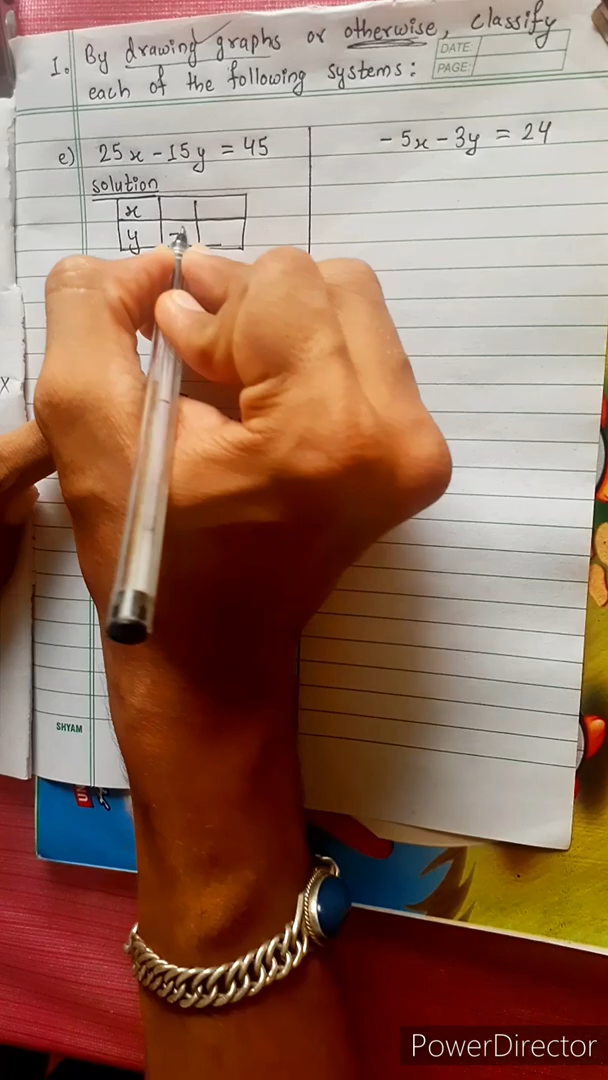 1. By drawing graphs or otherwise, classify
each of the following systems:
DATE:
PAGE:
e) 25x - 15y = 45
- 5x - 3y = 24
solution
x
y
X
SHYAM
UN
PowerDirector